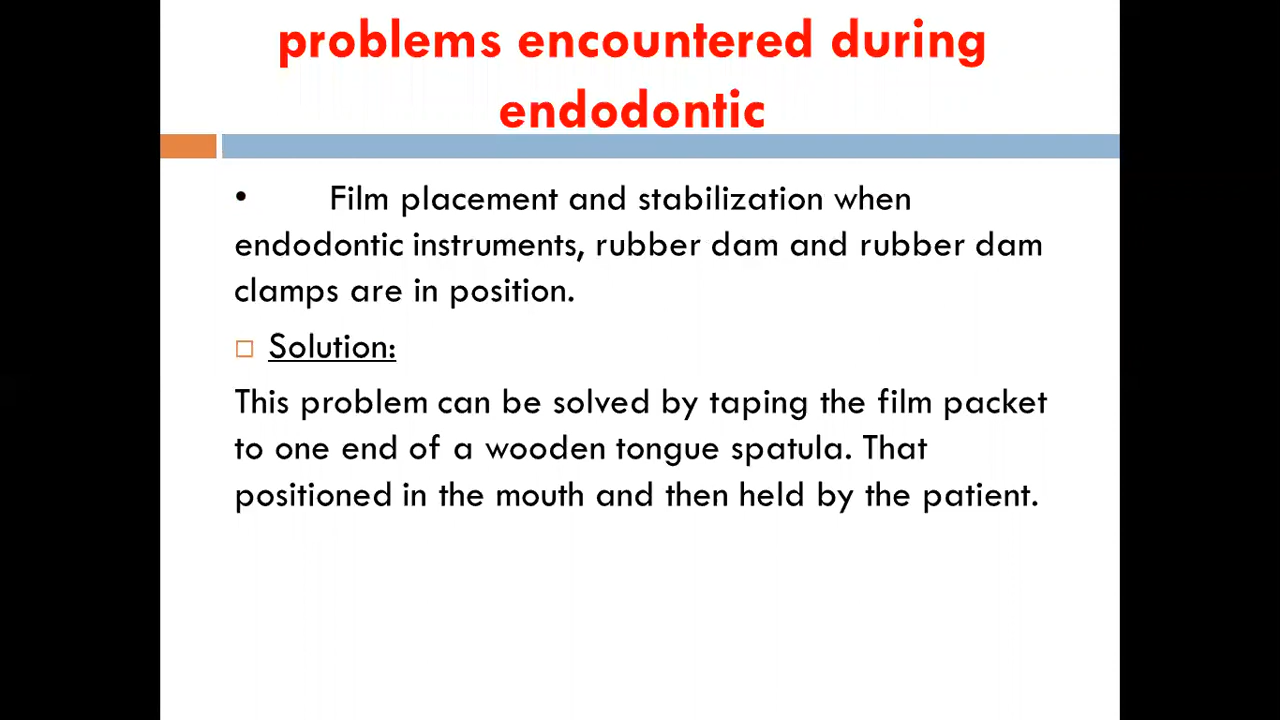 problems encountered during
endodontic
• Film placement and stabilization when
endodontic instruments, rubber dam and rubber dam
clamps are in position.
Solution:
This problem can be solved by taping the film packet
to one end of a wooden tongue spatula. That
positioned in the mouth and then held by the patient.